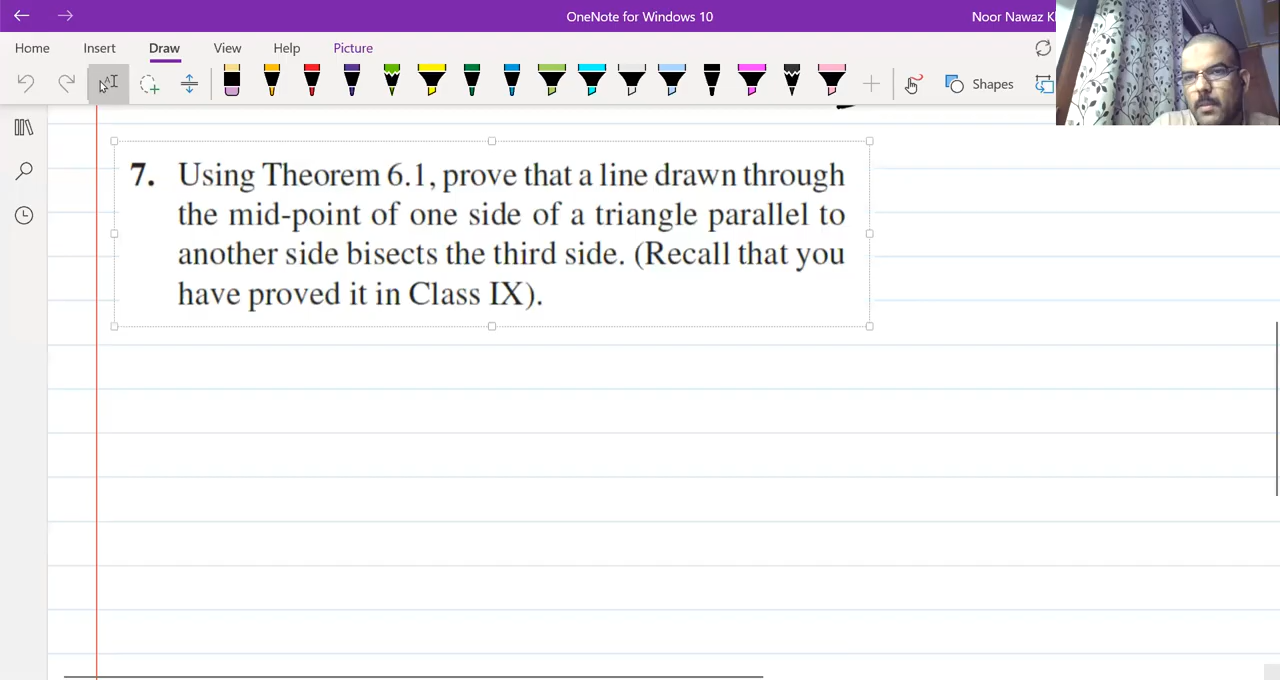 OneNote for Windows 10
Noor Nawaz
Home Insert Draw View Help Picture
Shapes
7. Using Theorem 6.1, prove that a line drawn through
the mid-point of one side of a triangle parallel to
another side bisects the third side. (Recall that you
have proved it in Class IX).